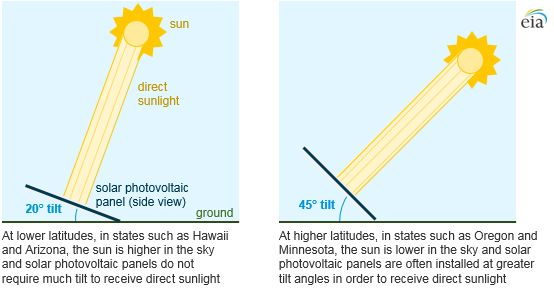 sun
direct
sunlight
solar photovoltaic
panel (side view)
20° tilt
ground
At lower latitudes, in states such as Hawaii
and Arizona, the sun is higher in the sky
and solar photovoltaic panels do not
require much tilt to receive direct sunlight
eia
45° tilt
At higher latitudes, in states such as Oregon and
Minnesota, the sun is lower in the sky and solar
photovoltaic panels are often installed at greater
tilt angles in order to receive direct sunlight